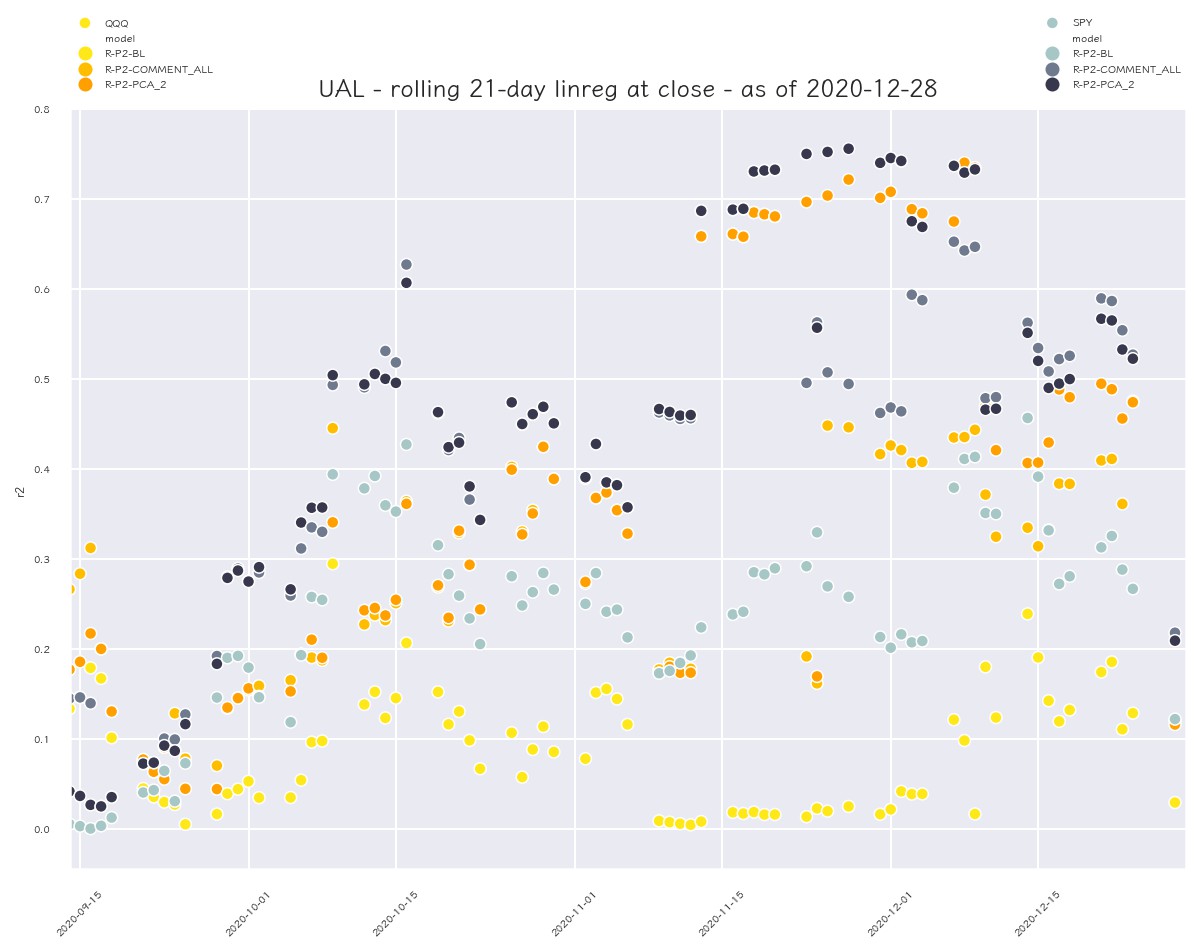 QQQ
model
R-P2-BL
R-P2-COMMENT_ALL
R-P2-PCA_2
SPY
model
R-P2-BL
R-P2-COMMENT_ALL
R-P2-PCA_2
UAL - rolling 21-day linreg at close - as of 2020-12-28
0.8
0.7
0.6
0.5
0.4
0.3
0.2
0.1
0.0
r2
2020-09-15
2020-10-01
2020-10-15
2020-11-01
2020-11-15
2020-12-01
2020-12-15